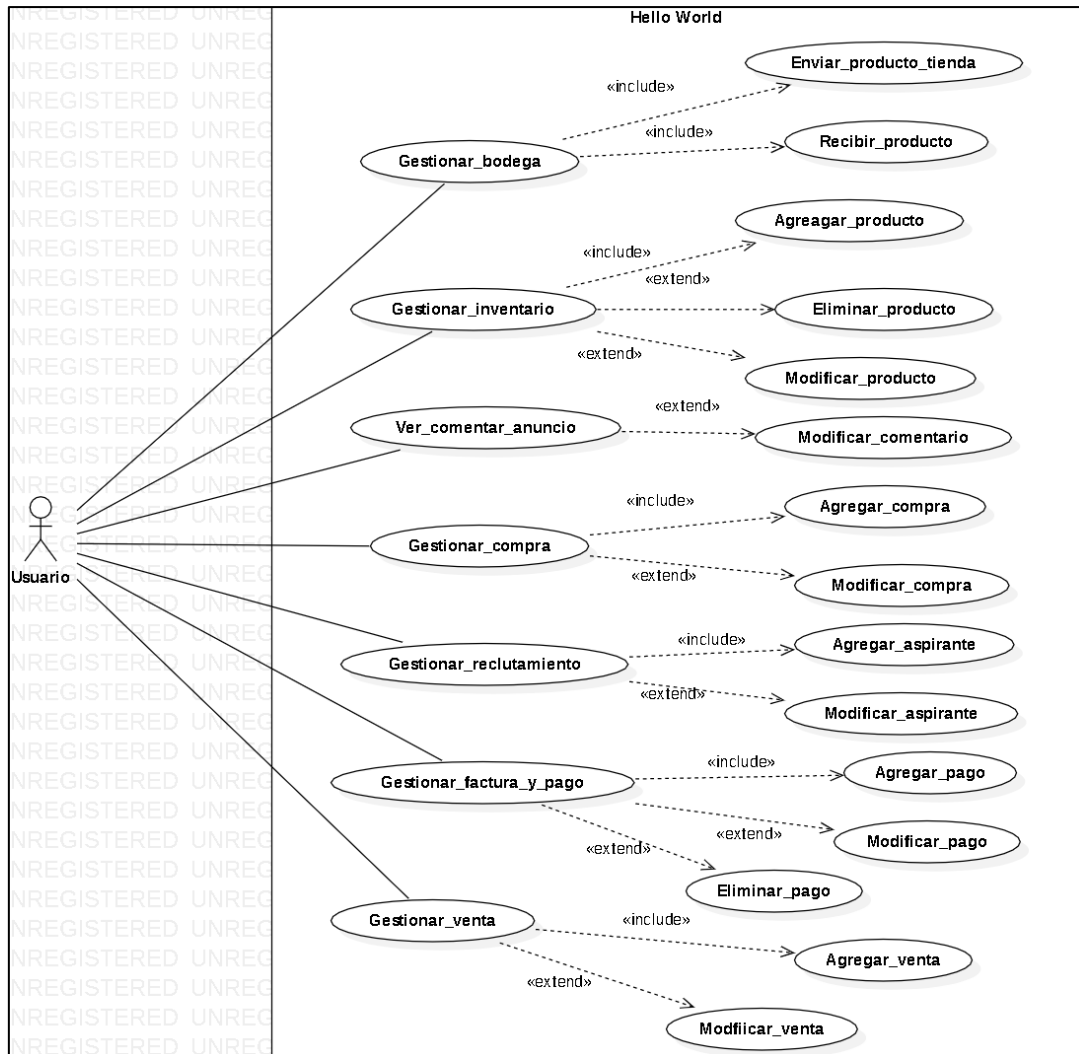 Hello World
UNREGISTERED UNREG
Enviar_producto_tienda
«include»
«include»
Recibir_producto
Gestionar_bodega
Agreagar_producto
«include»
«extend»
Gestionar_inventario
Eliminar_producto
«extend»
Modificar_producto
«extend»
Ver_comentar_anuncio
Modificar_comentario
«include»
Agregar_compra
Gestionar_compra
«extend»
Modificar_compra
Usuario
«include»
Agregar_aspirante
Gestionar_reclutamiento
«extend»
Modificar_aspirante
«include»
Agregar_pago
Gestionar_factura_y_pago
«extend»
Modificar_pago
«extend»
Eliminar_pago
Gestionar_venta
«include»
Agregar_venta
«extend»
Modfiicar_venta